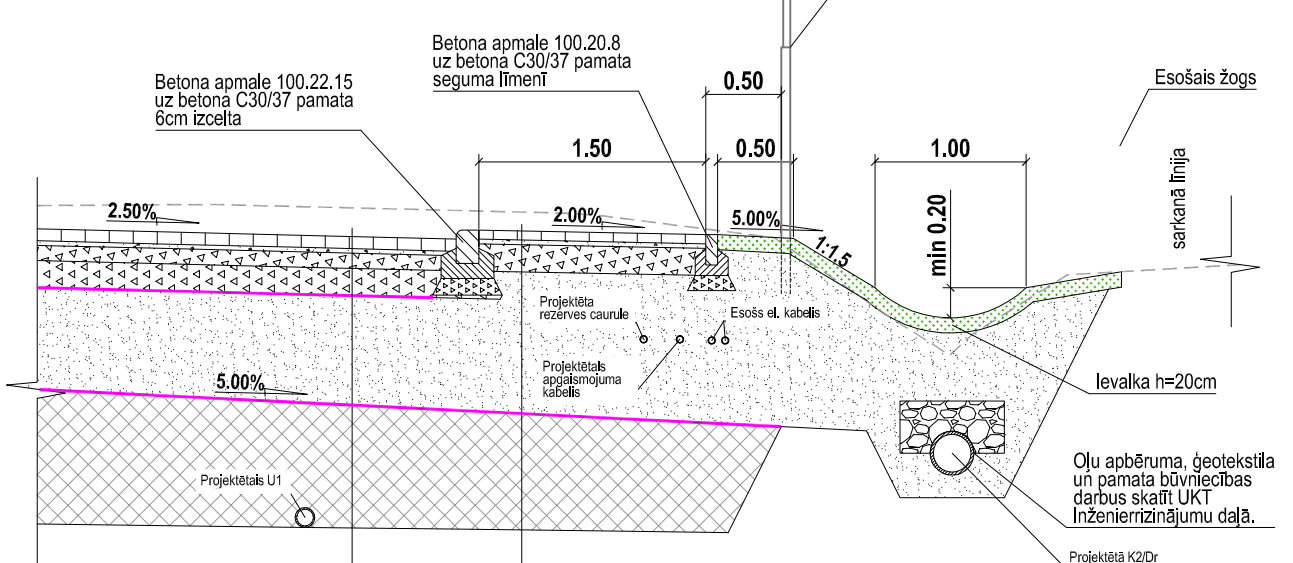 Betona apmale 100.20.8
uz betona C30/37 pamata
seguma līmenī
Betona apmale 100.22.15
uz betona C30/37 pamata
6cm izcelta
Esošais žogs
0.50
1.50
0.50
1.00
sarkanā līnija
2.50%
2.00%
5.00%
1:1.5
min 0.20
Projektēta
rezerves caurule
Esošs el. kabelis
Projektētais
apgaismojuma
kabelis
5.00%
Ievalka h=20cm
Projektētais U1
Oļu apbēruma, ģeotekstila
un pamata būvniecības
darbus skatīt UKT
Inženierrizinājumu daļā.
Projektētā K2/Dr